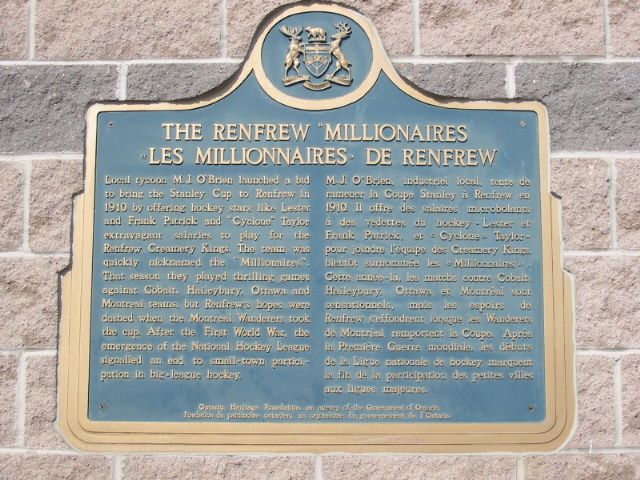 THE RENFREW "MILLIONAIRES
«LES MILLIONNAIRES» DE RENFREW
Local tycoon M.J. O'Brien launched a bid
to bring the Stanley Cup to Renfrew in
1910 by offering hockey stars like Lester
and Frank Patrick and "Cyclone" Taylor
extravagant salaries to play for the
Renfrew Creamery Kings. The team was
quickly nicknamed the "Millionaires".
That season they played thrilling games
against Cobalt, Haileybury, Ottawa and
Montreal teams, but Renfrew's hopes were
dashed when the Montreal Wanderers took
the cup. After the First World War, the
emergence of the National Hockey League
signalled an end to small-town partici-
pation in big-league hockey.
M.J. O'Brien, industriel local, tente de
ramener la Coupe Stanley à Renfrew en
1910. Il offre des salaires mirobolants
à des vedettes du hockey - Lester et
Frank Patrick, et «Cyclone» Taylor-
pour joindre l'équipe des Creamery Kings,
bientôt surnommée les «Millionaires».
Cette année-là, les matchs contre Cobalt,
Haileybury, Ottawa et Montréal sont
sensationnels, mais les espoirs de
Renfrew s'effondrent lorsque les Wanderers
de Montréal remportent la Coupe. Après
la Première Guerre mondiale, les débuts
de la Ligue nationale de hockey marquent
la fin de la participation des petites villes
aux ligues majeures.
Ontario Heritage Foundation, an agency of the Government of Ontario
Fondation du patrimoine ontarien, un organisme du gouvernement de l'Ontario